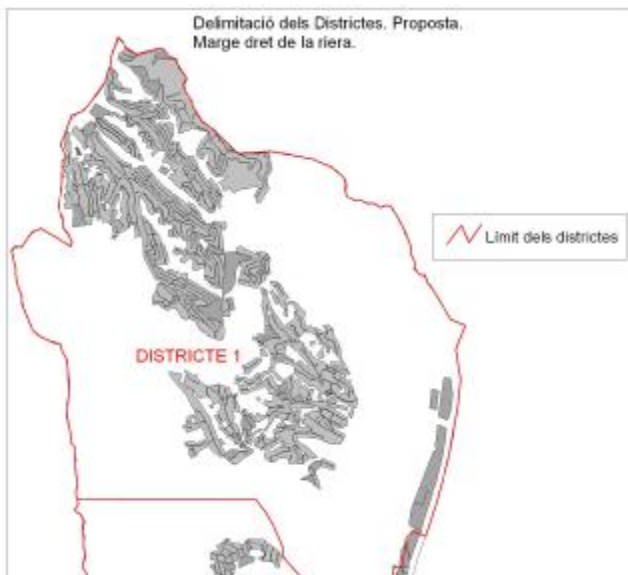 Delimitació dels Districtes. Proposta.
Marge dret de la riera.
Límit dels districtes
DISTRICTE 1